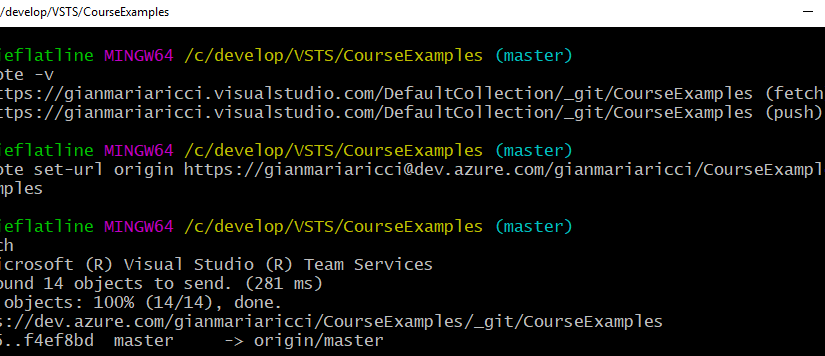 /develop/VSTS/CourseExamples
ieflatline MINGW64 /c/develop/VSTS/CourseExamples (master)
ote -v
ttps://gianmariaricci.visualstudio.com/DefaultCollection/_git/CourseExamples (fetch
ttps://gianmariaricci.visualstudio.com/DefaultCollection/_git/CourseExamples (push)
ieflatline MINGW64 /c/develop/VSTS/CourseExamples (master)
ote set-url origin https://gianmariaricci@dev.azure.com/gianmariaricci/CourseExampl
mples
ieflatline MINGW64 /c/develop/VSTS/CourseExamples (master)
ch
icrosoft (R) Visual Studio (R) Team Services
ound 14 objects to send. (281 ms)
objects: 100% (14/14), done.
s://dev.azure.com/gianmariaricci/CourseExamples/_git/CourseExamples
5..f4ef8bd master -> origin/master